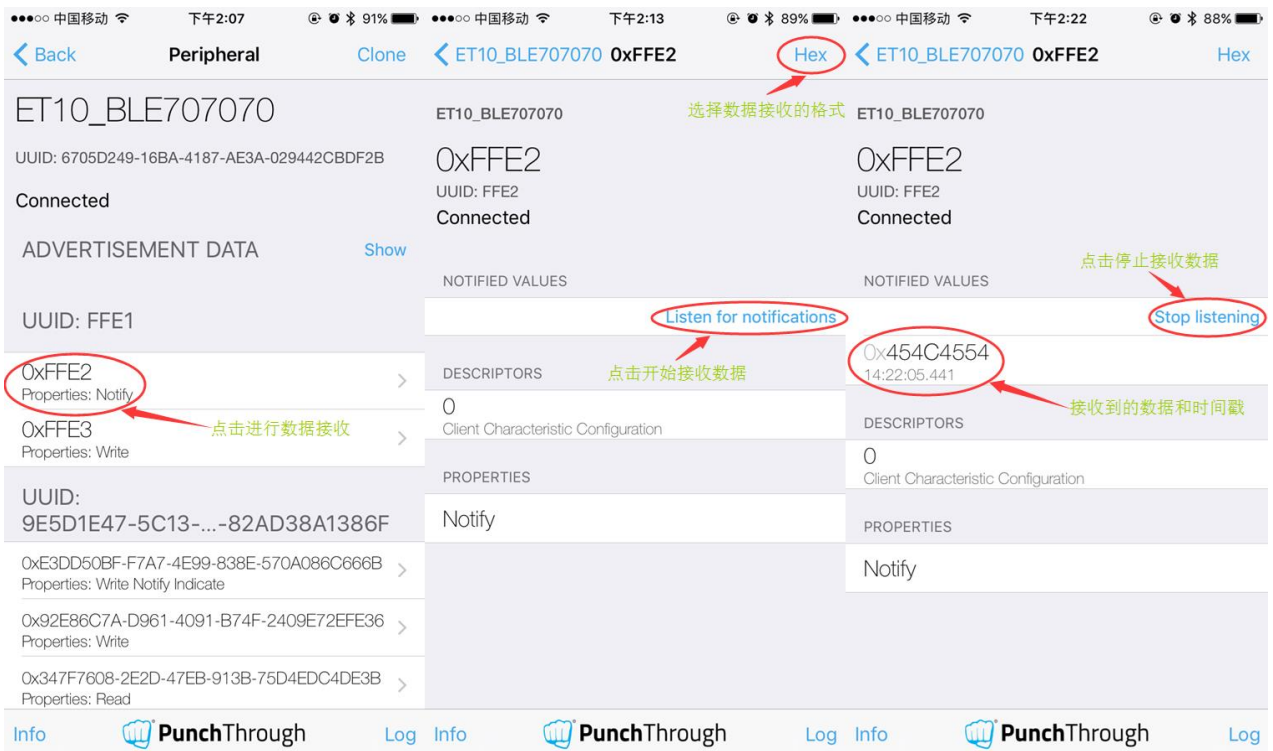 中国移动 下午2:07 91%
Back Peripheral Clone
ET10_BLE707070
UUID: 6705D249-16BA-4187-AE3A-029442CBDF2B
Connected
ADVERTISEMENT DATA Show
UUID: FFE1
0xFFE2
Properties: Notify
点击进行数据接收
0xFFE3
Properties: Write
UUID:
9E5D1E47-5C13-...-82AD38A1386F
0xE3DD50BF-F7A7-4E99-838E-570A086C666B
Properties: Write Notify Indicate
0x92E86C7A-D961-4091-B74F-2409E72EFE36
Properties: Write
0x347F7608-2E2D-47EB-913B-75D4EDC4DE3B
Properties: Read
Info PunchThrough Log
中国移动 下午2:13 89%
ET10_BLE707070 0xFFE2 Hex
选择数据接收的格式
ET10_BLE707070
0xFFE2
UUID: FFE2
Connected
NOTIFIED VALUES
Listen for notifications
点击开始接收数据
DESCRIPTORS
0
Client Characteristic Configuration
PROPERTIES
Notify
Info PunchThrough Log
中国移动 下午2:22 88%
ET10_BLE707070 0xFFE2 Hex
ET10_BLE707070
0xFFE2
UUID: FFE2
Connected
点击停止接收数据
NOTIFIED VALUES
Stop listening
0x454C4554
14:22:05.441
接收到的数据和时间戳
DESCRIPTORS
0
Client Characteristic Configuration
PROPERTIES
Notify
Info PunchThrough Log